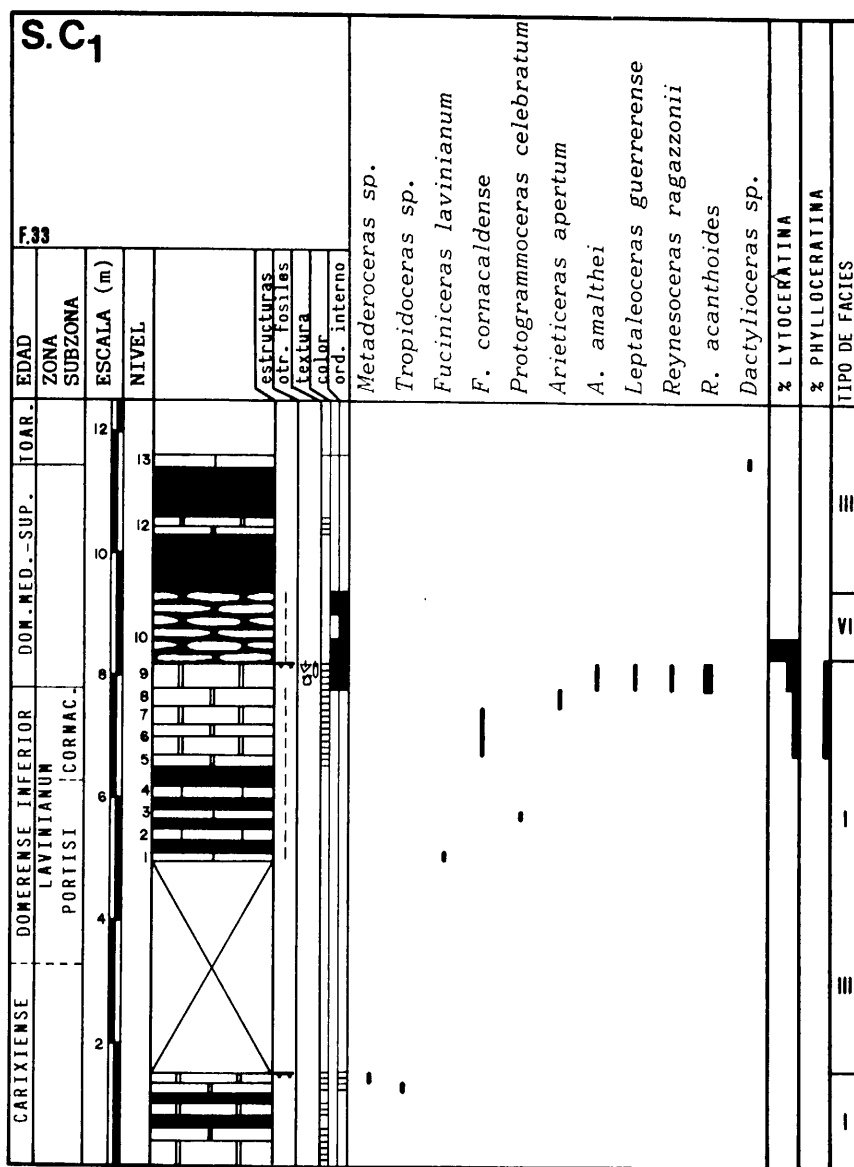 S.C1
F.33
EDAD
ZONA
SUBZONA
ESCALA (m)
NIVEL
estructuras
otr. fosiles
textura
color
ord. interno
Metaderoceras sp.
Tropidoceras sp.
Fuciniceras lavinianum
F. cornacaldense
Protogrammoceras celebratum
Arieticeras apertum
A. amalthei
Leptaleoceras guerrerense
Reynesoceras ragazzonii
R. acanthoides
Dactylioceras sp.
% LYTOCERATINA
% PHYLLOCERATINA
TIPO DE FACIES
TOAR.
DOM.MED.-SUP.
DOMERENSE INFERIOR
CARIXIENSE
LAVINIANUM
PORTISI
CORNAC.
12
10
8
6
4
2
13
12
10
9
8
7
6
5
4
3
2
1
III
VI
I
III
I